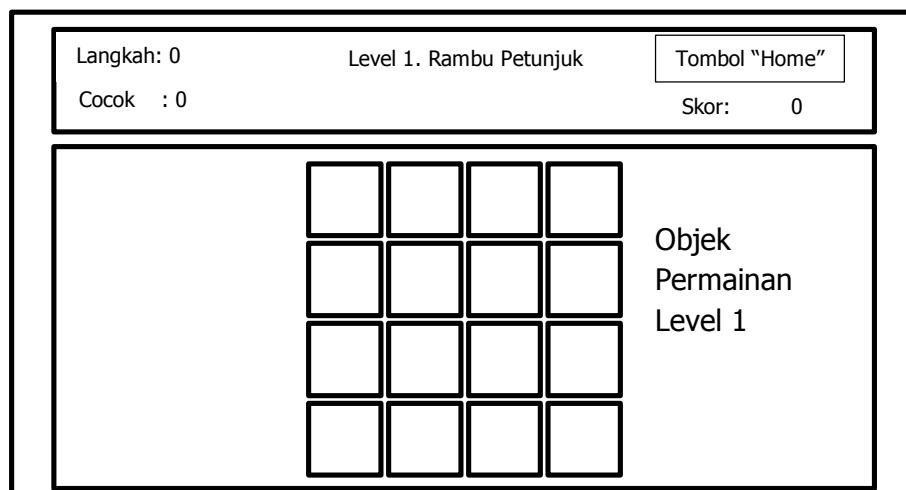 Langkah: 0
Level 1. Rambu Petunjuk
Tombol “Home”
Cocok : 0
Skor: 0
Objek
Permainan
Level 1